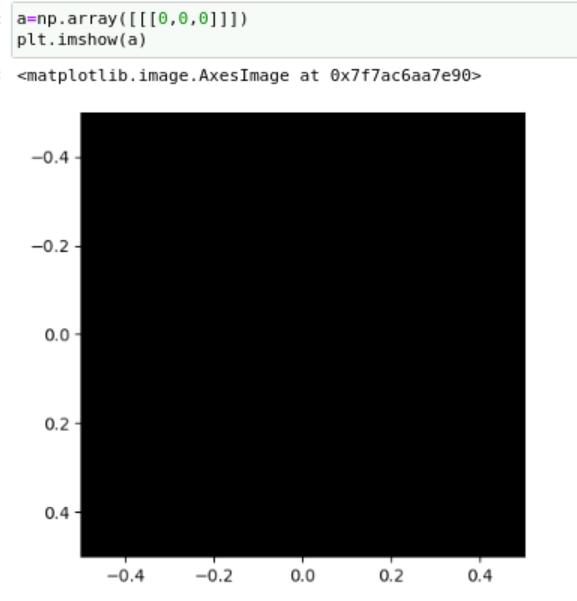 a=np.array([[[0,0,0]]])
plt.imshow(a)
<matplotlib.image.AxesImage at 0x7f7ac6aa7e90>
−0.4
−0.2
0.0
0.2
0.4
−0.4 −0.2 0.0 0.2 0.4